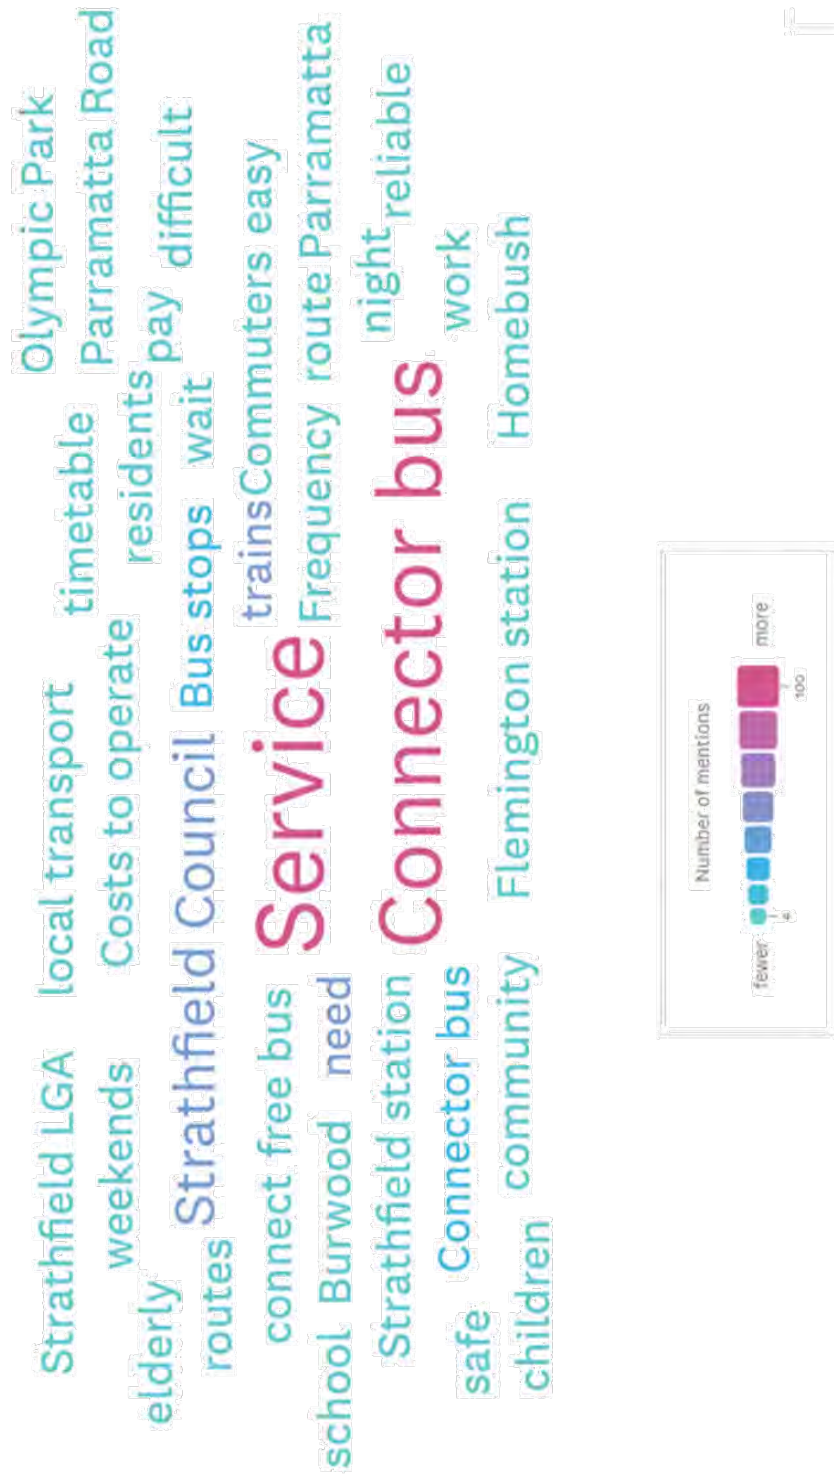 Strathfield LGA local transport timetable Olympic Park
weekends Costs to operate residents Parramatta Road
elderly pay difficult
routes Strathfield Council Bus stops wait
connect free bus Service trains Commuters easy
school Burwood need Frequency route Parramatta
Strathfield station Connector bus night reliable
Connector bus work
safe community Flemington station Homebush
children
Number of mentions
fewer more
6 100